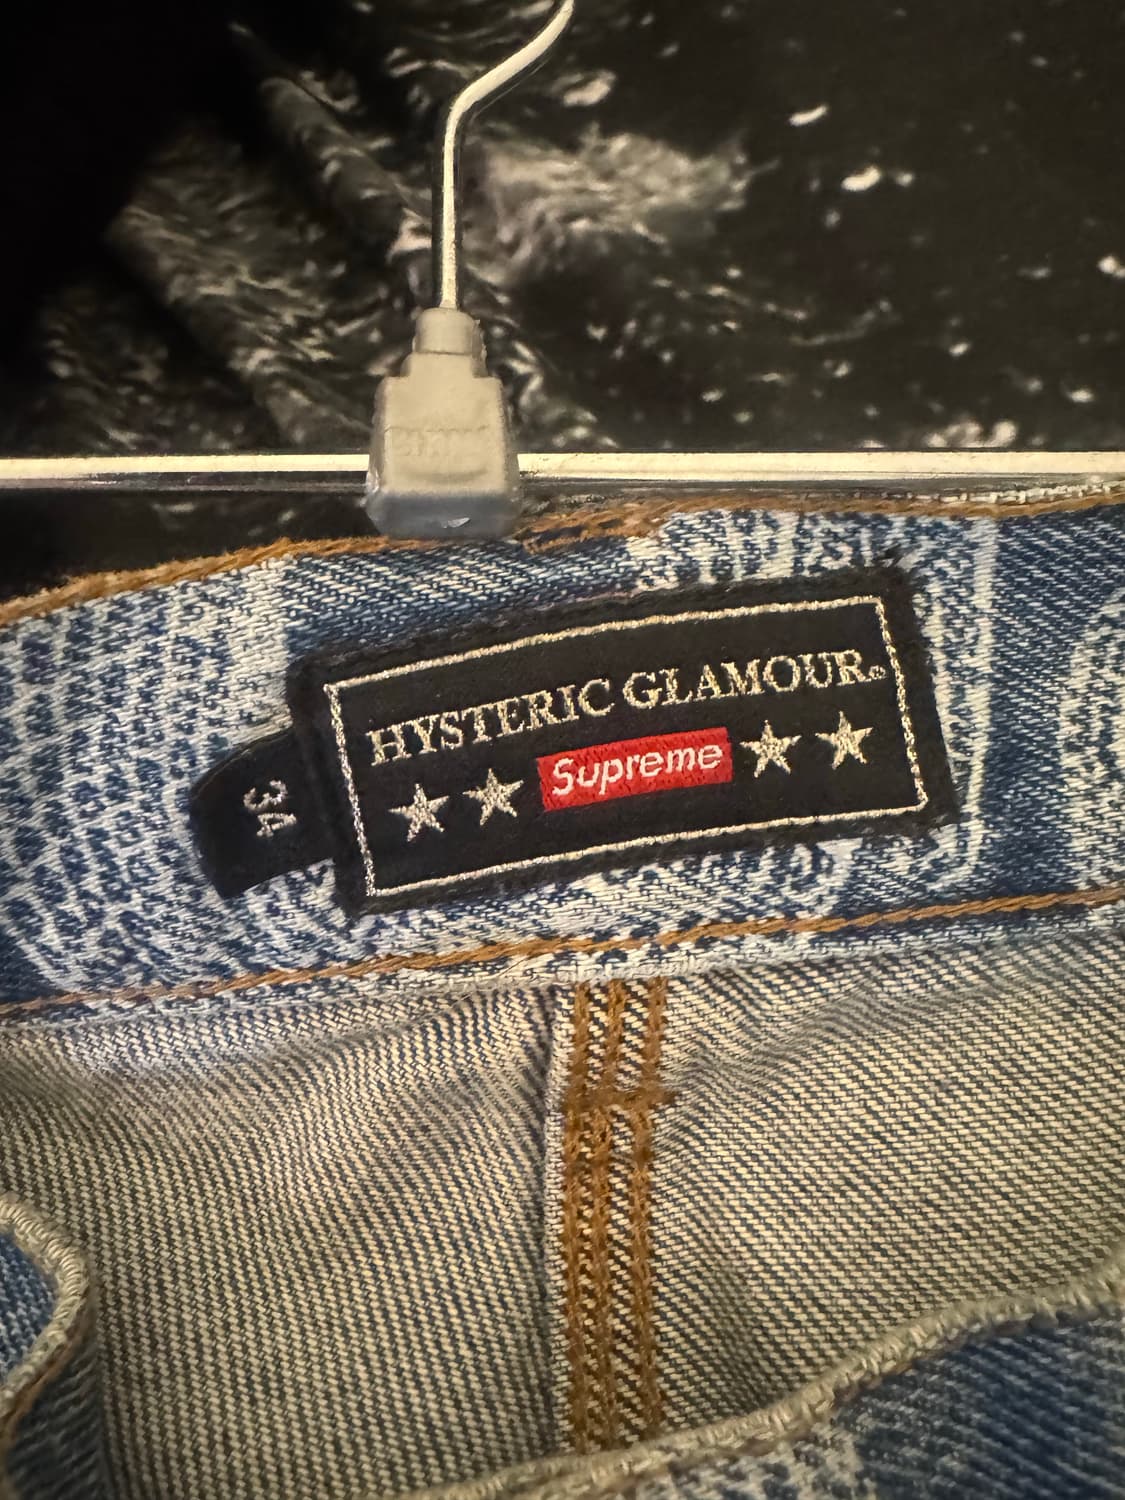 HYSTERIC GLAMOUR®
★ ★ Supreme ★ ★
34